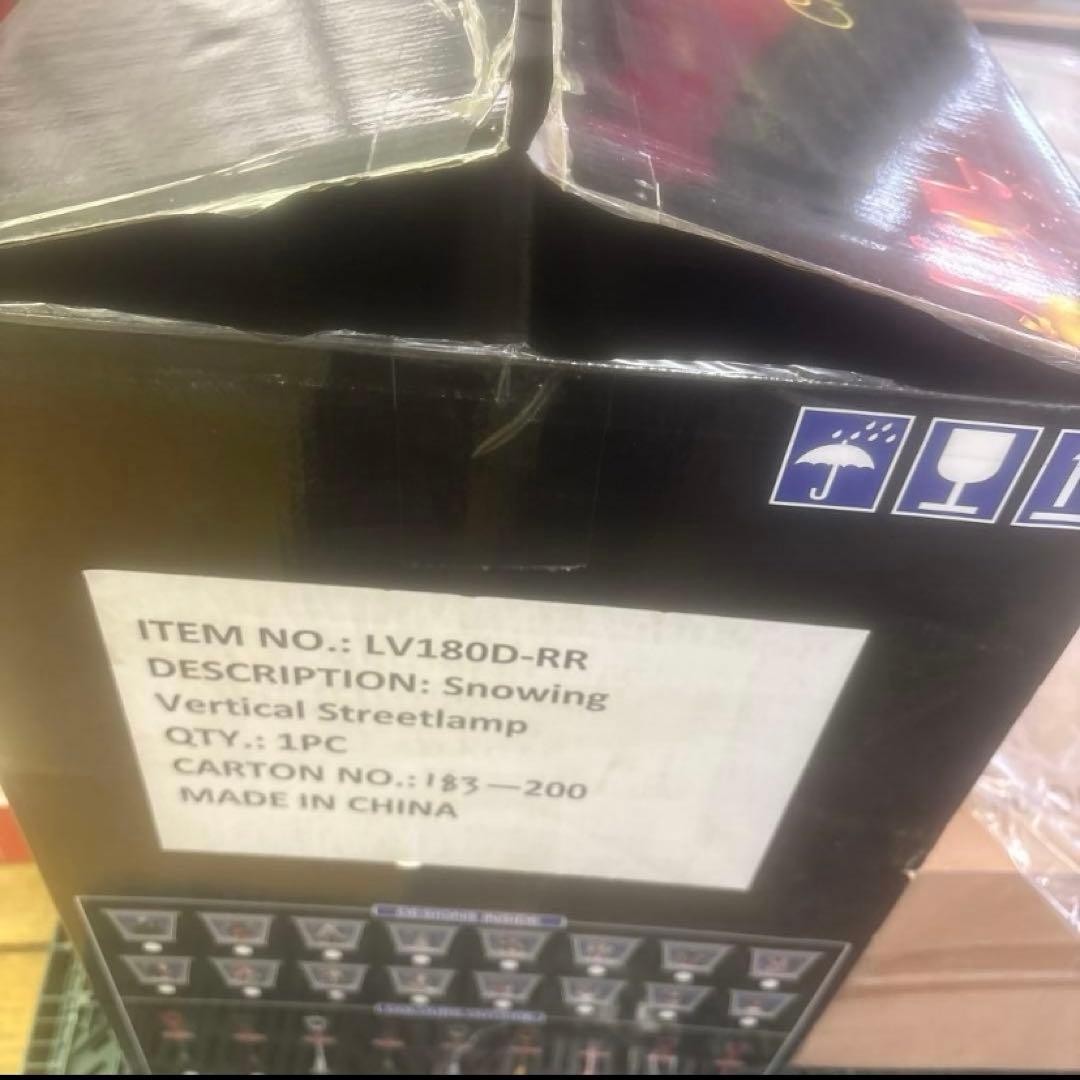 ITEM NO.: LV180D-RR
DESCRIPTION: Snowing
Vertical Streetlamp
QTY.: 1PC
CARTON NO.: 183—200
MADE IN CHINA